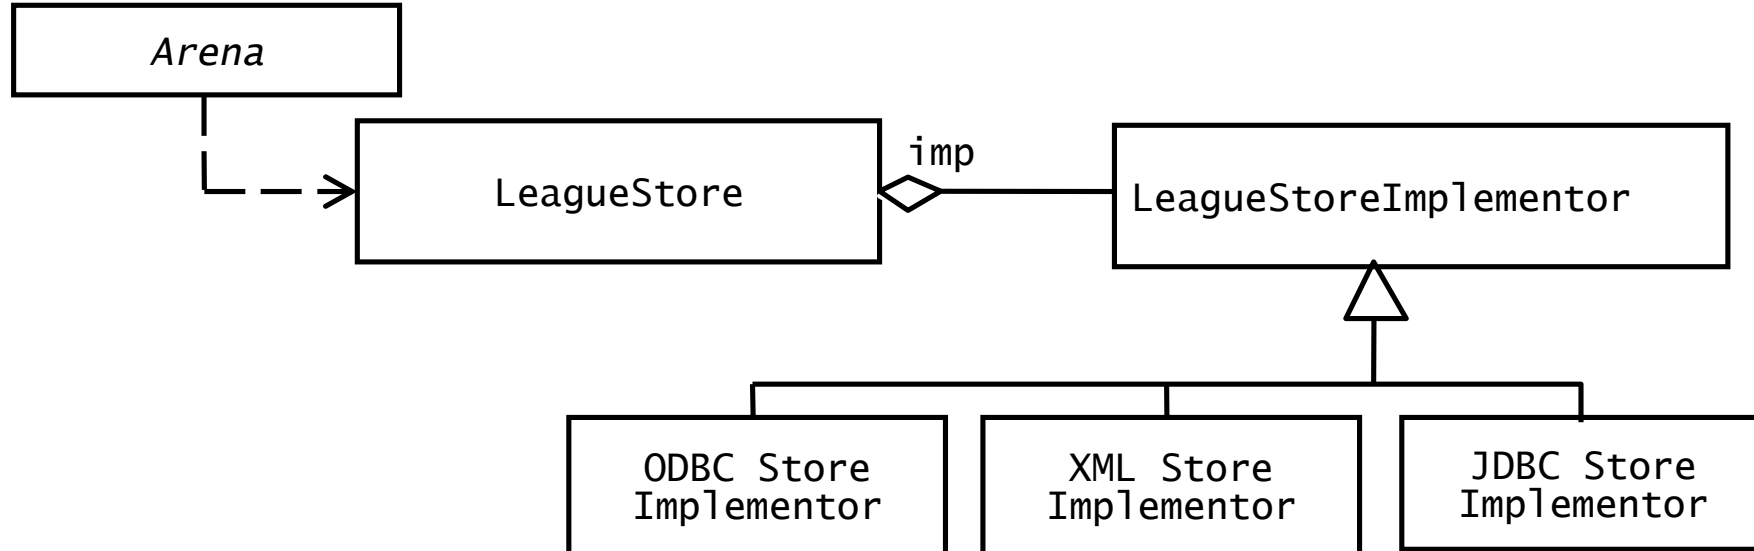 Arena
imp
LeagueStore
LeagueStoreImplementor
ODBC Store
Implementor
XML Store
Implementor
JDBC Store
Implementor